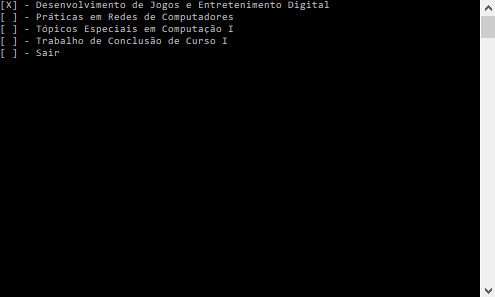 [X] - Desenvolvimento de Jogos e Entretenimento Digital
[ ] - Práticas em Redes de Computadores
[ ] - Tópicos Especiais em Computação I
[ ] - Trabalho de Conclusão de Curso I
[ ] - Sair